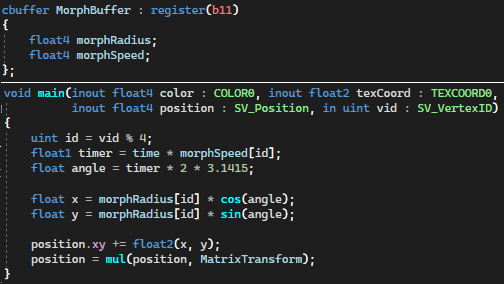 cbuffer MorphBuffer : register(b11)
{
float4 morphRadius;
float4 morphSpeed;
};
void main(inout float4 color : COLOR0, inout float2 texCoord : TEXCOORD0,
inout float4 position : SV_Position, in uint vid : SV_VertexID)
{
uint id = vid % 4;
float1 timer = time * morphSpeed[id];
float angle = timer * 2 * 3.1415;
float x = morphRadius[id] * cos(angle);
float y = morphRadius[id] * sin(angle);
position.xy += float2(x, y);
position = mul(position, MatrixTransform);
}